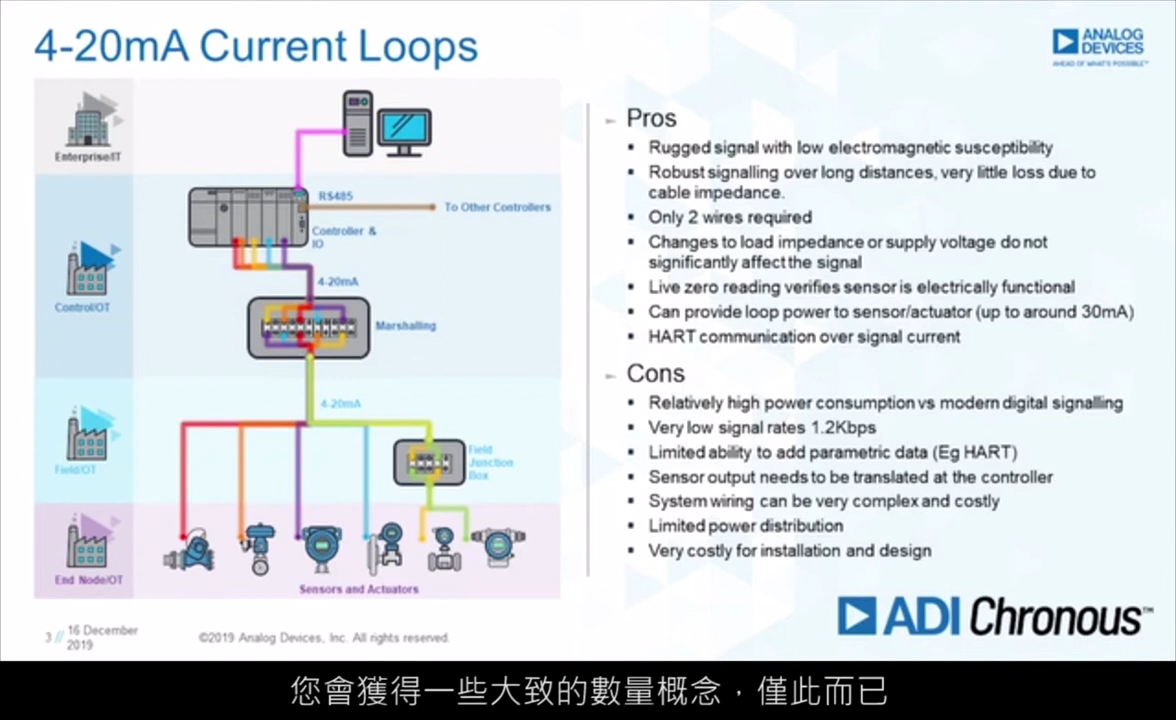 4-20mA Current Loops
ANALOG
DEVICES
AHEAD OF WHAT'S POSSIBLE™
Enterprise/IT
RS485
To Other Controllers
Controller &
IO
4-20mA
Control/OT
Marshalling
4-20mA
Field/OT
Field
Junction
Box
End Node/OT
Sensors and Actuators
Pros
Rugged signal with low electromagnetic susceptibility
Robust signalling over long distances, very little loss due to
cable impedance.
Only 2 wires required
Changes to load impedance or supply voltage do not
significantly affect the signal
Live zero reading verifies sensor is electrically functional
Can provide loop power to sensor/actuator (up to around 30mA)
HART communication over signal current
Cons
Relatively high power consumption vs modern digital signalling
Very low signal rates 1.2Kbps
Limited ability to add parametric data (Eg HART)
Sensor output needs to be translated at the controller
System wiring can be very complex and costly
Limited power distribution
Very costly for installation and design
ADI Chronous™
3 // 16 December
2019
©2019 Analog Devices, Inc. All rights reserved.
您會獲得一些大致的數量概念，僅此而已